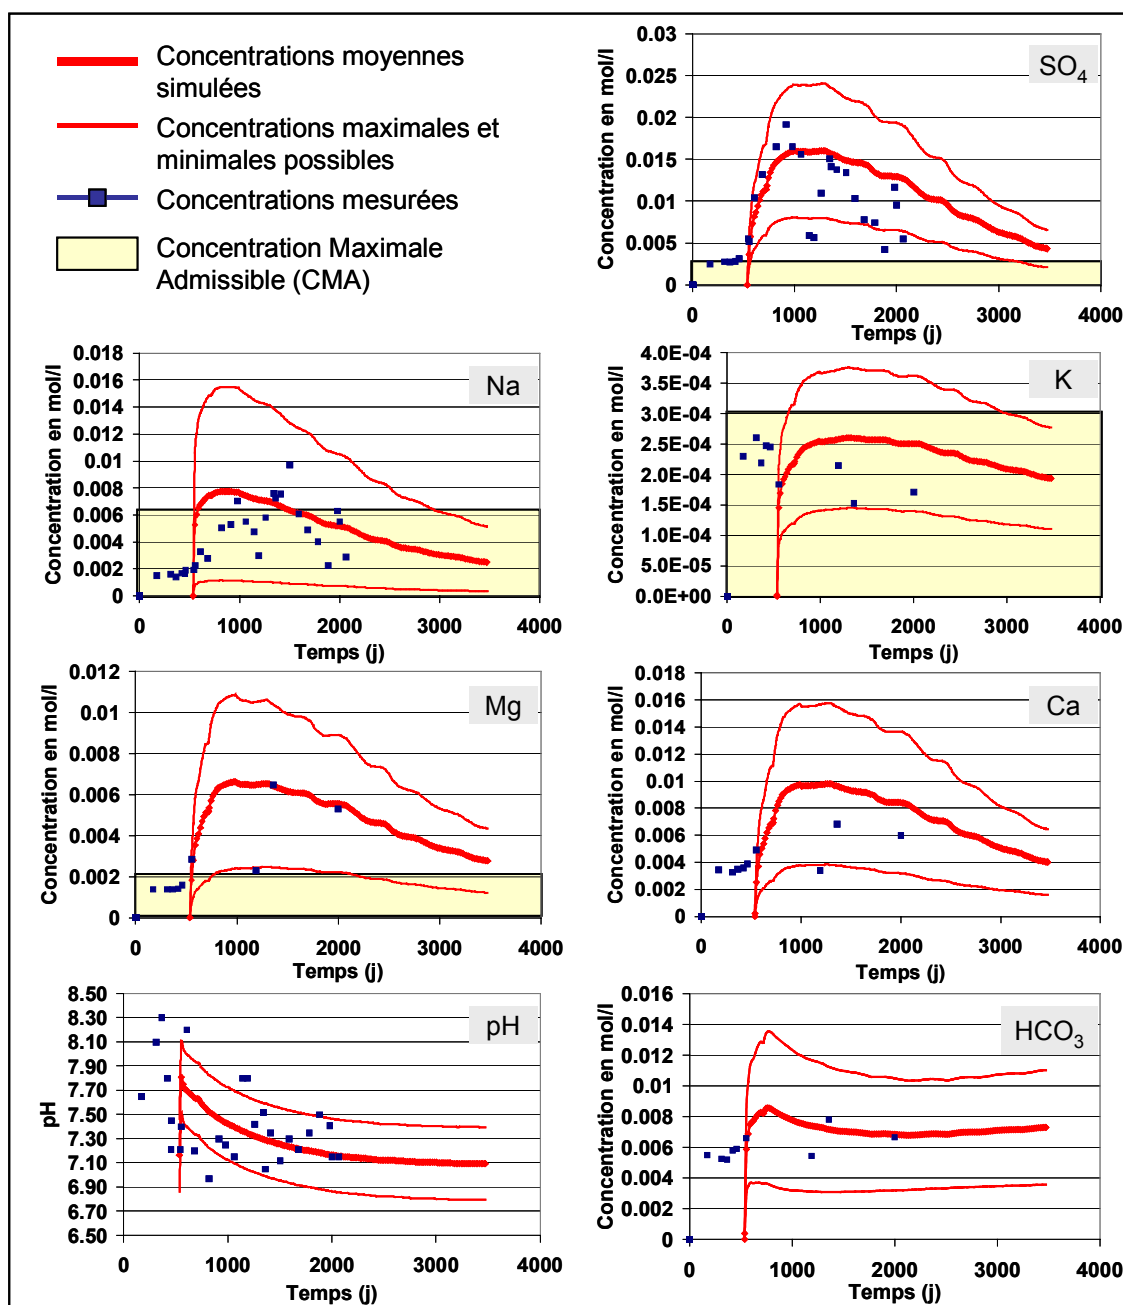 Concentrations moyennes
simulées
Concentrations maximales et
minimales possibles
Concentrations mesurées
Concentration Maximale
Admissible (CMA)
SO4
Concentration en mol/l
0.03
0.025
0.02
0.015
0.01
0.005
0
0 1000 2000 3000 4000
Temps (j)
Na
Concentration en mol/l
0.018
0.016
0.014
0.012
0.01
0.008
0.006
0.004
0.002
0
0 1000 2000 3000 4000
Temps (j)
K
Concentration en mol/l
4.0E-04
3.5E-04
3.0E-04
2.5E-04
2.0E-04
1.5E-04
1.0E-04
5.0E-05
0.0E+00
0 1000 2000 3000 4000
Temps (j)
Mg
Concentration en mol/l
0.012
0.01
0.008
0.006
0.004
0.002
0
0 1000 2000 3000 4000
Temps (j)
Ca
Concentration en mol/l
0.018
0.016
0.014
0.012
0.01
0.008
0.006
0.004
0.002
0
0 1000 2000 3000 4000
Temps (j)
pH
pH
8.50
8.30
8.10
7.90
7.70
7.50
7.30
7.10
6.90
6.70
6.50
0 1000 2000 3000 4000
Temps (j)
HCO3
Concentration en mol/l
0.016
0.014
0.012
0.01
0.008
0.006
0.004
0.002
0
0 1000 2000 3000 4000
Temps (j)